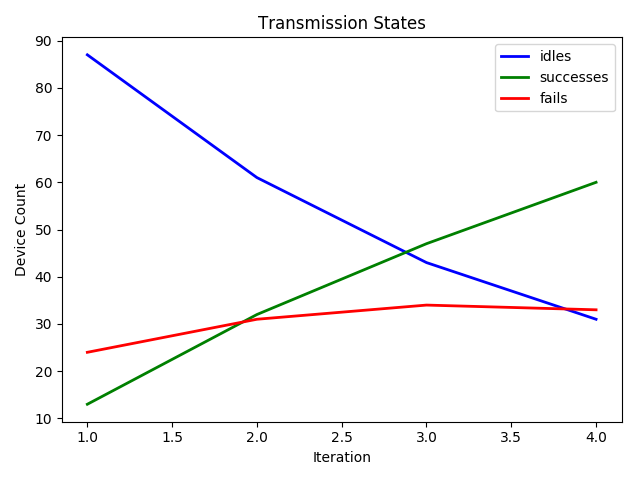 Transmission States
idles
successes
fails
Device Count
90
80
70
60
50
40
30
20
10
1.0 1.5 2.0 2.5 3.0 3.5 4.0
Iteration